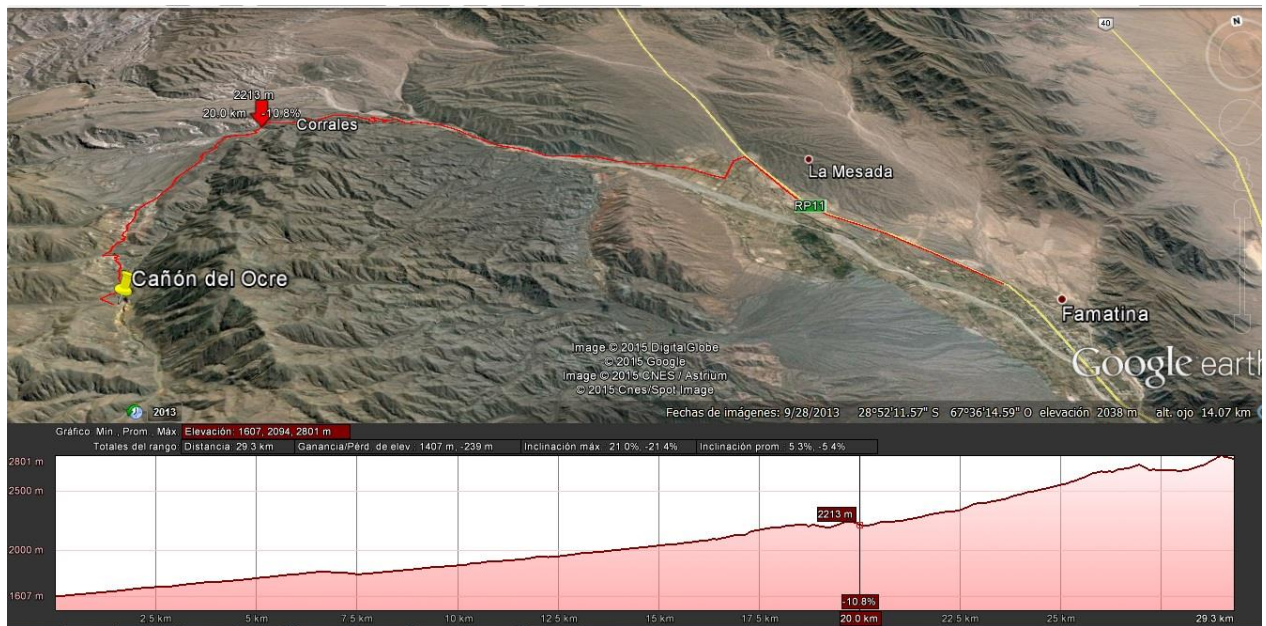 40
N
2213 m
20.0 km -10.8%
Corrales
La Mesada
RP11
Cañón del Ocre
Famatina
Image © 2015 DigitalGlobe
© 2015 Google
Image © 2015 CNES / Astrium
© 2015 Cnes/Spot Image
Google earth
2013
Fechas de imágenes: 9/28/2013 28°52'11.57" S 67°36'14.59" O elevación 2038 m alt. ojo 14.07 km
Gráfico: Mín., Prom., Máx. Elevación: 1607, 2094, 2801 m
Totales del rango: Distancia: 29.3 km Ganancia/Pérd. de elev.: 1407 m, -239 m Inclinación máx.: 21.0%, -21.4% Inclinación prom.: 5.3%, -5.4%
2801 m
2500 m
2213 m
2000 m
1607 m
-10.8%
2.5 km 5 km 7.5 km 10 km 12.5 km 15 km 17.5 km 20.0 km 22.5 km 25 km 29.3 km